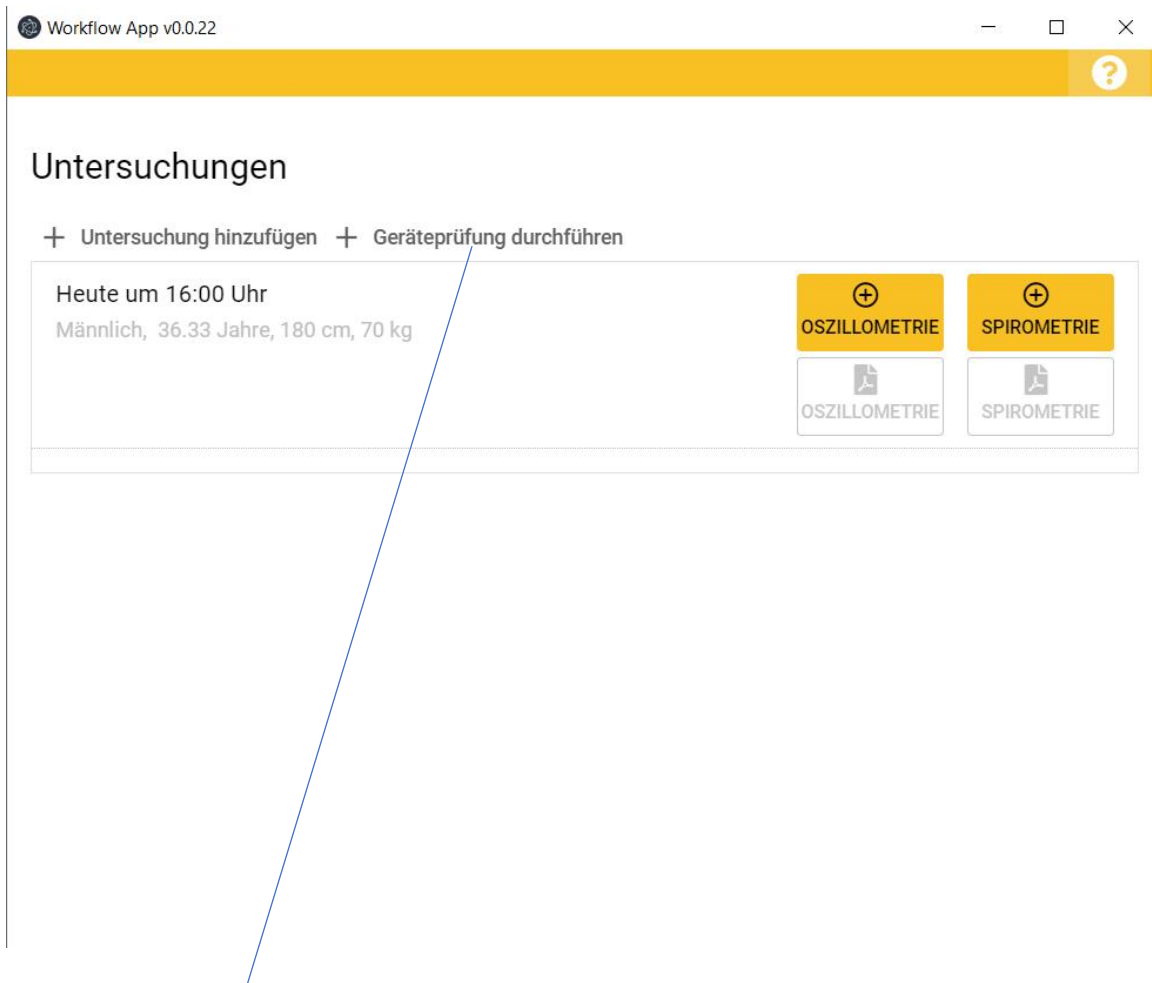 Workflow App v0.0.22
?
Untersuchungen
+ Untersuchung hinzufügen + Geräteprüfung durchführen
Heute um 16:00 Uhr
Männlich, 36.33 Jahre, 180 cm, 70 kg
OSZILLOMETRIE SPIROMETRIE
OSZILLOMETRIE SPIROMETRIE